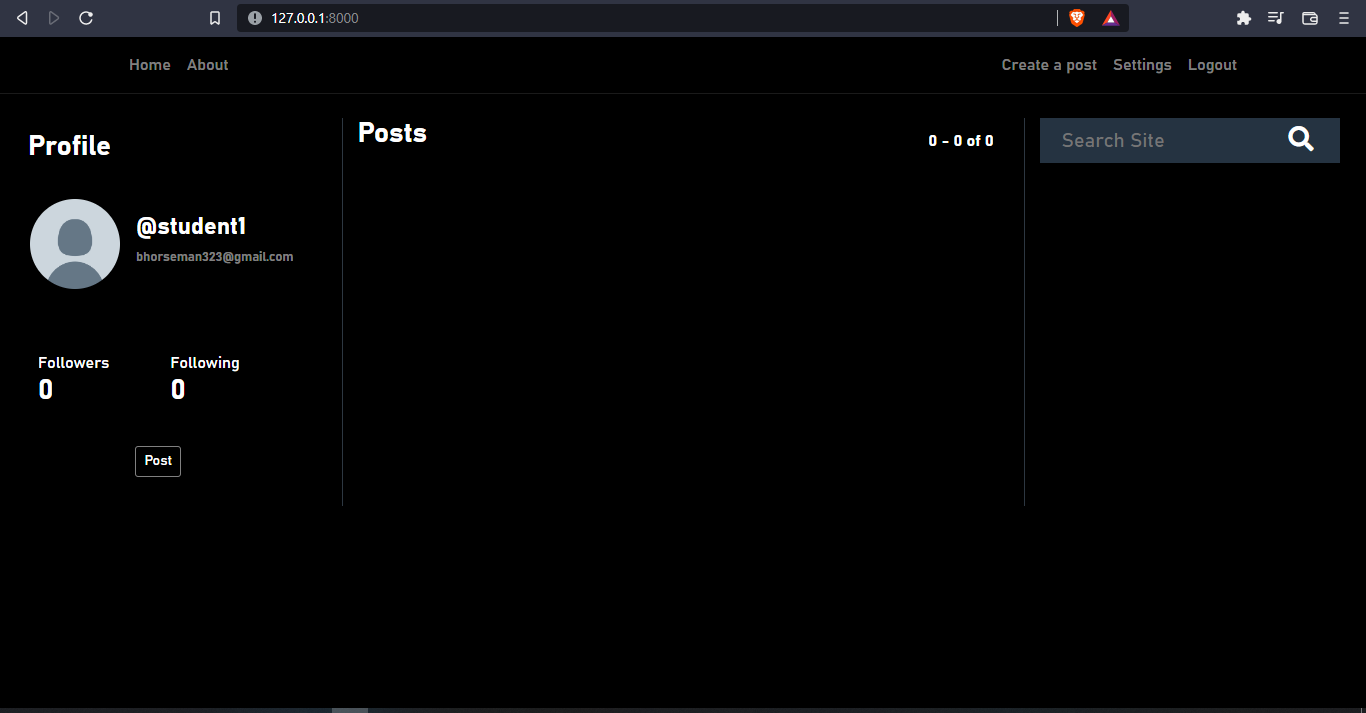 127.0.0.1:8000
Home About Create a post Settings Logout
Profile
@student1
bhorseman323@gmail.com
Followers Following
0 0
Post
Posts
0 - 0 of 0
Search Site